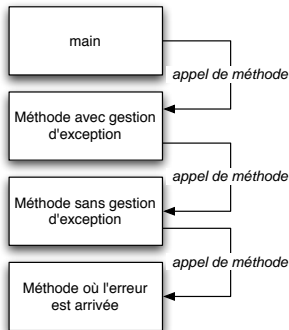 main
appel de méthode
Méthode avec gestion
d'exception
appel de méthode
Méthode sans gestion
d'exception
appel de méthode
Méthode où l'erreur
est arrivée